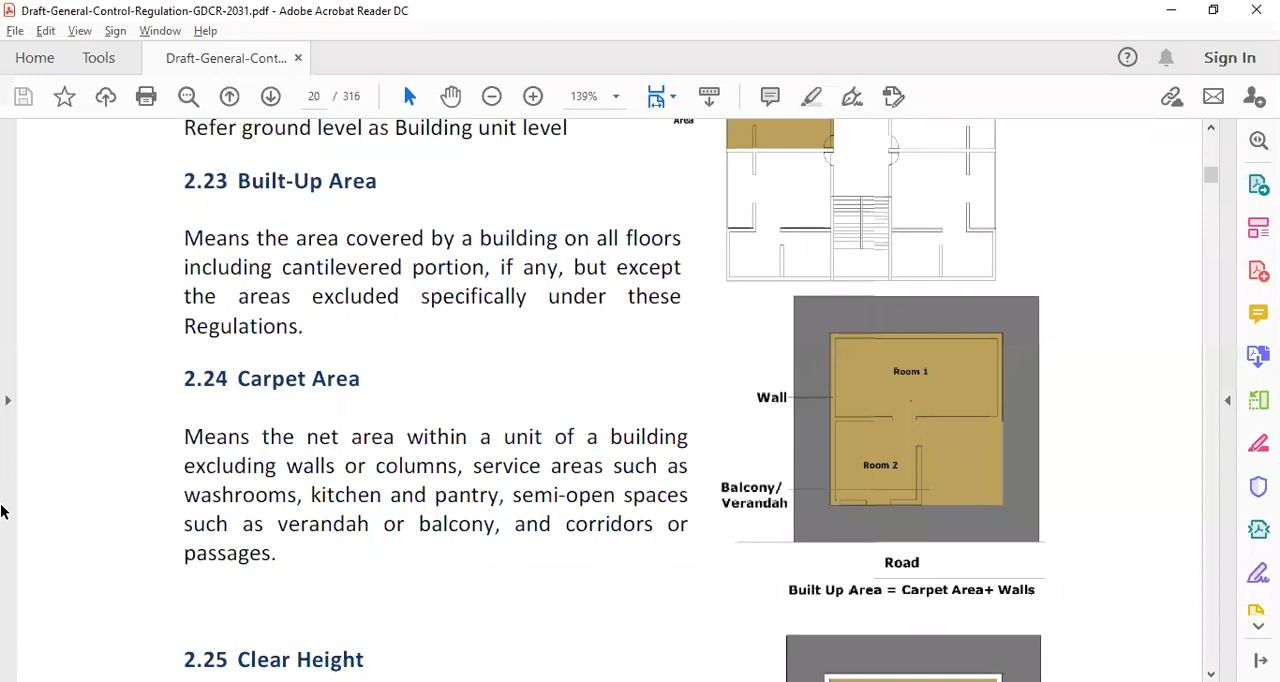 Draft-General-Control-Regulation-GDCR-2031.pdf - Adobe Acrobat Reader DC
File Edit View Sign Window Help
Home Tools Draft-General-Cont... × Sign In
20 / 316 139%
Refer ground level as Building unit level
Area
2.23 Built-Up Area
Means the area covered by a building on all floors
including cantilevered portion, if any, but except
the areas excluded specifically under these
Regulations.
2.24 Carpet Area
Means the net area within a unit of a building
excluding walls or columns, service areas such as
washrooms, kitchen and pantry, semi-open spaces
such as verandah or balcony, and corridors or
passages.
Room 1
Wall
Room 2
Balcony/
Verandah
Road
Built Up Area = Carpet Area+ Walls
2.25 Clear Height